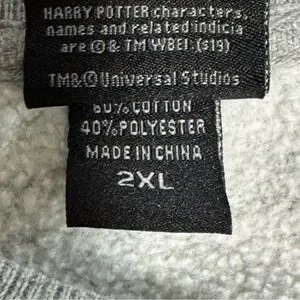 HARRY POTTER characters,
names and related indicia
are © & TM WBEI. (s19)
TM&© Universal Studios
60% COTTON
40% POLYESTER
MADE IN CHINA
2XL